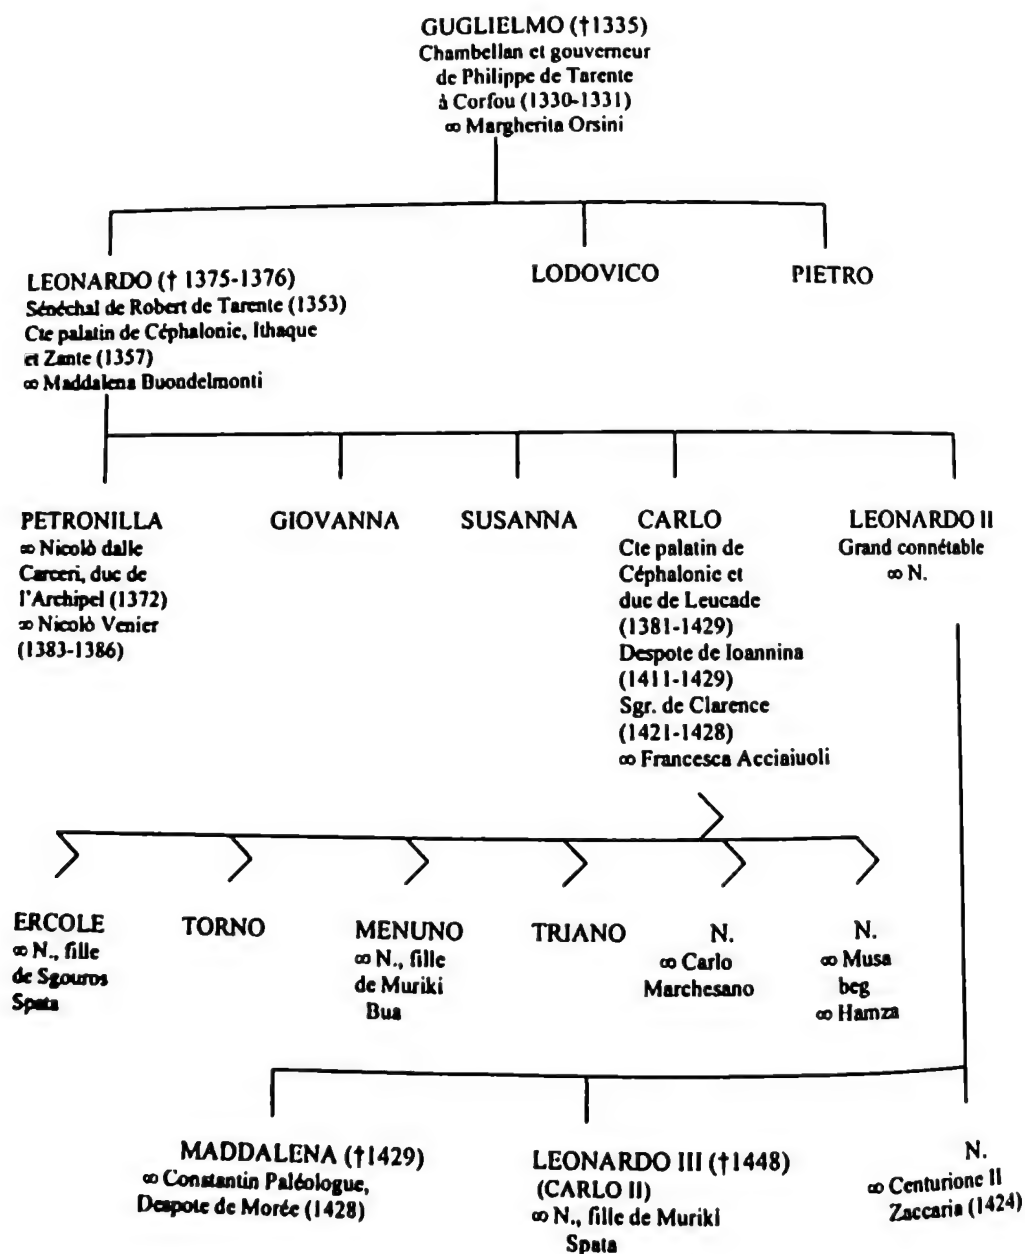 GUGLIELMO (†1335)
Chambellan et gouverneur
de Philippe de Tarente
à Corfou (1330-1331)
∞ Margherita Orsini
LEONARDO († 1375-1376)
Sénéchal de Robert de Tarente (1353)
Cte palatin de Céphalonie, Ithaque
et Zante (1357)
∞ Maddalena Buondelmonti
LODOVICO
PIETRO
PETRONILLA
∞ Nicolò dalle
Carceri, duc de
l'Archipel (1372)
∞ Nicolò Venier
(1383-1386)
GIOVANNA
SUSANNA
CARLO
Cte palatin de
Céphalonie et
duc de Leucade
(1381-1429)
Despote de Ioannina
(1411-1429)
Sgr. de Clarence
(1421-1428)
∞ Francesca Acciaiuoli
LEONARDO II
Grand connétable
∞ N.
ERCOLE
∞ N., fille
de Sgouros
Spata
TORNO
MENUNO
∞ N., fille
de Muriki
Bua
TRIANO
N.
∞ Carlo
Marchesano
N.
∞ Musa
beg
∞ Hamza
MADDALENA (†1429)
∞ Constantin Paléologue,
Despote de Morée (1428)
LEONARDO III (†1448)
(CARLO II)
∞ N., fille de Muriki
Spata
N.
∞ Centurione II
Zaccaria (1424)